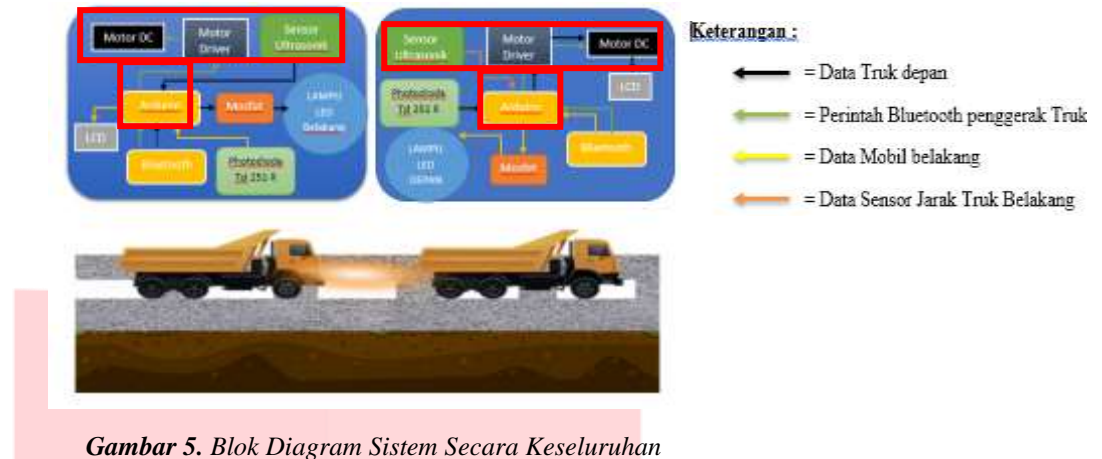 Motor DC
Motor
Driver
Sensor
Ultrasonik
Arduino
Mosfet
LAMPU
LED
Belakang
LCD
Bluetooth
Photodioda
Tsl 251 R
Sensor
Ultrasonik
Motor
Driver
Motor DC
LCD
Photodioda
Tsl 251 R
Arduino
LAMPU
LED
DEPAN
Mosfet
Bluetooth
Keterangan :
= Data Truk depan
= Perintah Bluetooth penggerak Truk
= Data Mobil belakang
= Data Sensor Jarak Truk Belakang
Gambar 5. Blok Diagram Sistem Secara Keseluruhan